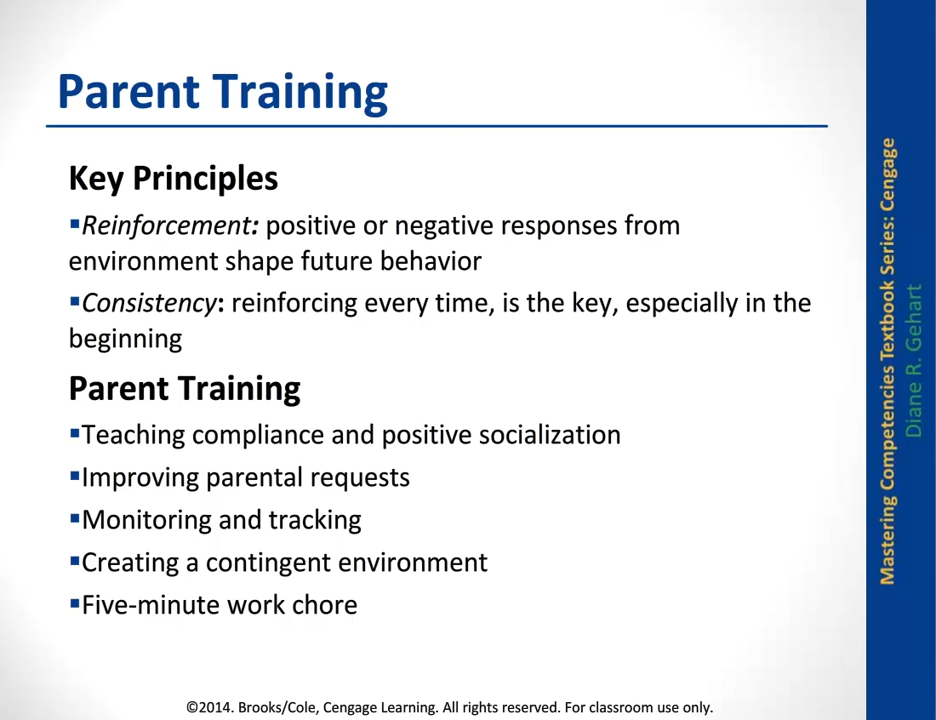 Parent Training
Key Principles
▪Reinforcement: positive or negative responses from
environment shape future behavior
▪Consistency: reinforcing every time, is the key, especially in the
beginning
Parent Training
▪Teaching compliance and positive socialization
▪Improving parental requests
▪Monitoring and tracking
▪Creating a contingent environment
▪Five-minute work chore
©2014. Brooks/Cole, Cengage Learning. All rights reserved. For classroom use only.
Mastering Competencies Textbook Series: Cengage
Diane R. Gehart